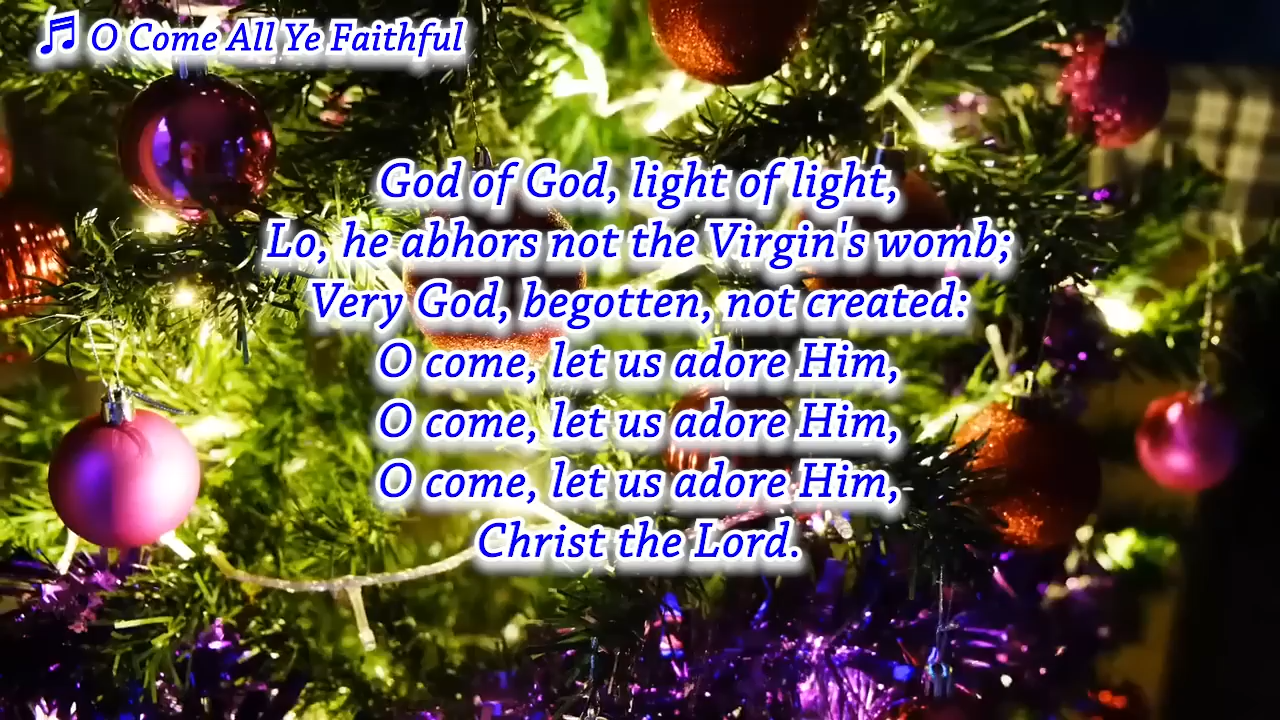 ♬ O Come All Ye Faithful
God of God, light of light,
Lo, he abhors not the Virgin's womb;
Very God, begotten, not created:
O come, let us adore Him,
O come, let us adore Him,
O come, let us adore Him,
Christ the Lord.